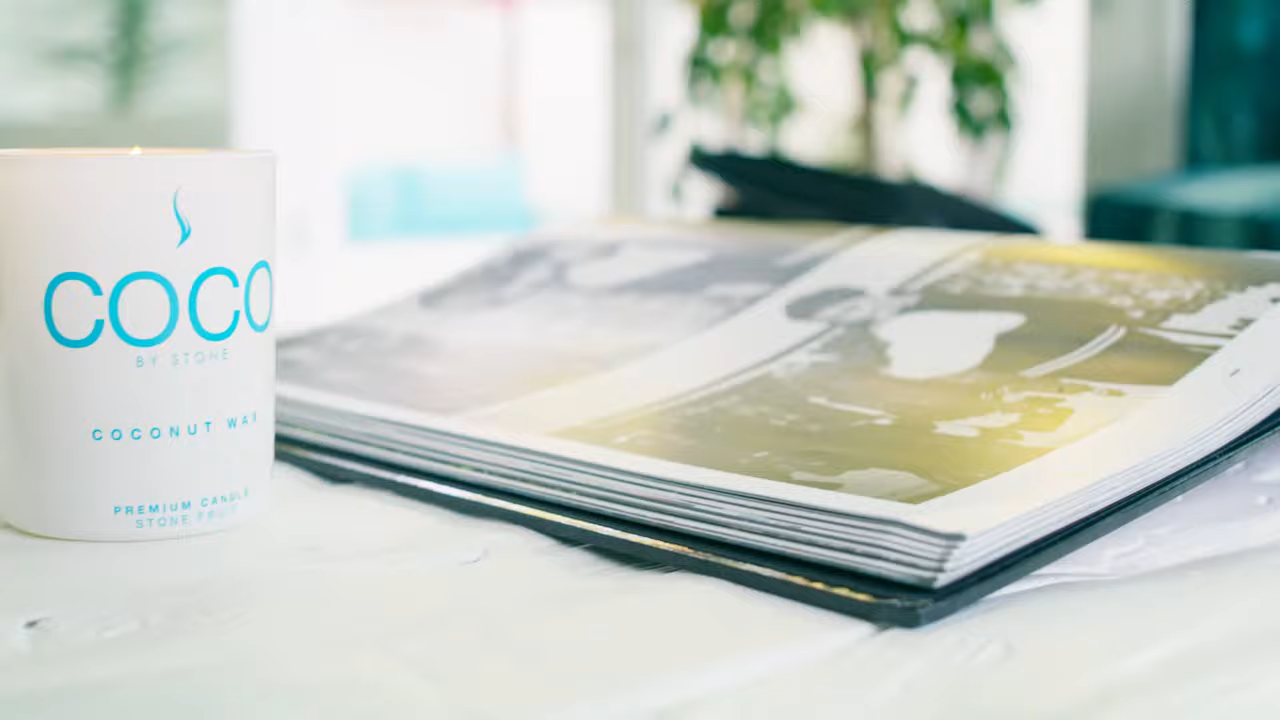 COCO
BY STONE
COCONUT WAX
PREMIUM CANDLE
STONE FRUIT